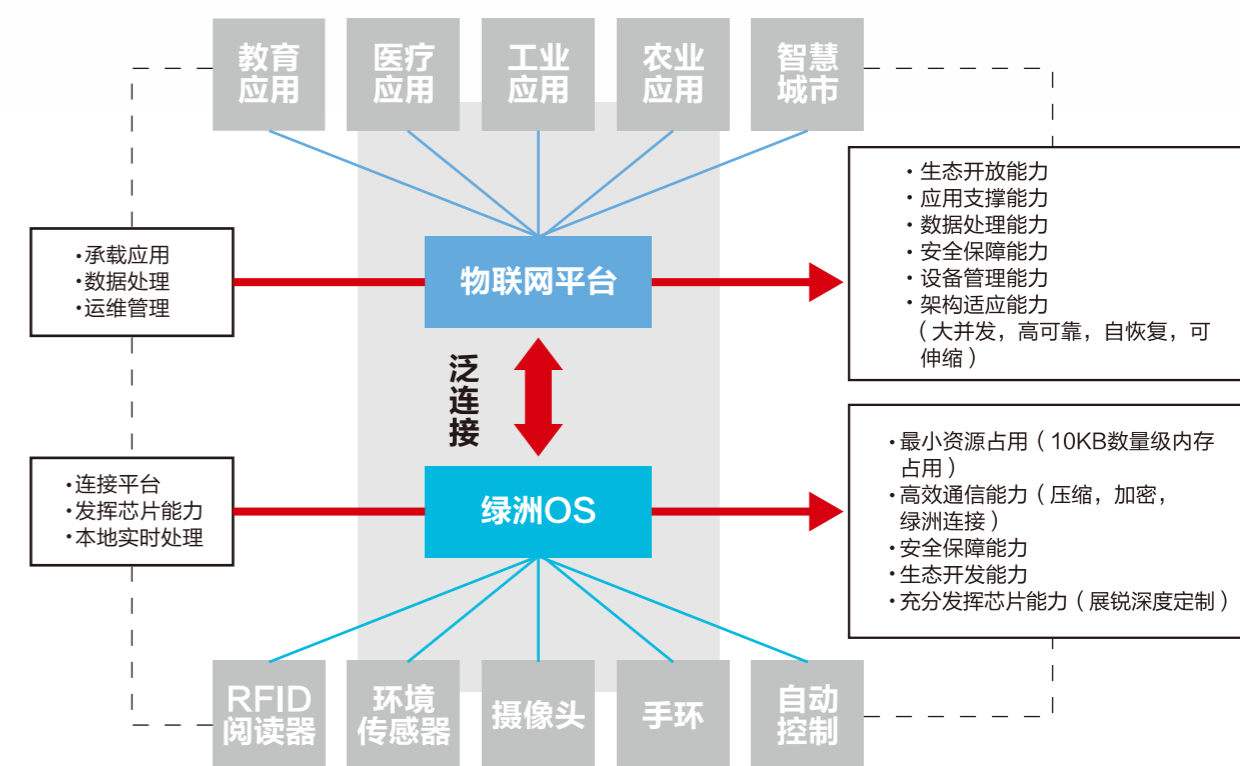 教育
应用
医疗
应用
工业
应用
农业
应用
智慧
城市
·承载应用
·数据处理
·运维管理
物联网平台
·生态开放能力
·应用支撑能力
·数据处理能力
·安全保障能力
·设备管理能力
·架构适应能力
（大并发，高可靠，自恢复，可
伸缩）
泛连接
·连接平台
·发挥芯片能力
·本地实时处理
绿洲OS
·最小资源占用（10KB数量级内存
占用）
·高效通信能力（压缩，加密，
绿洲连接）
·安全保障能力
·生态开发能力
·充分发挥芯片能力（展锐深度定制）
RFID
阅读器
环境
传感器
摄像头
手环
自动
控制